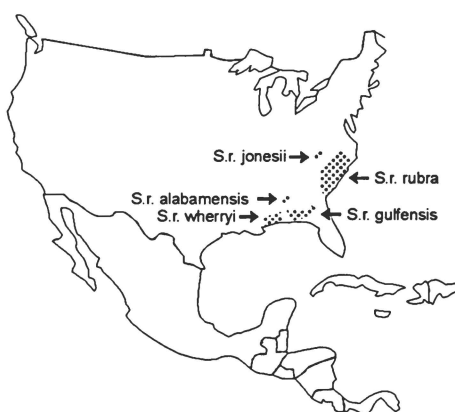 S.r. jonesii
S.r. rubra
S.r. alabamensis
S.r. wherryi
S.r. gulfensis